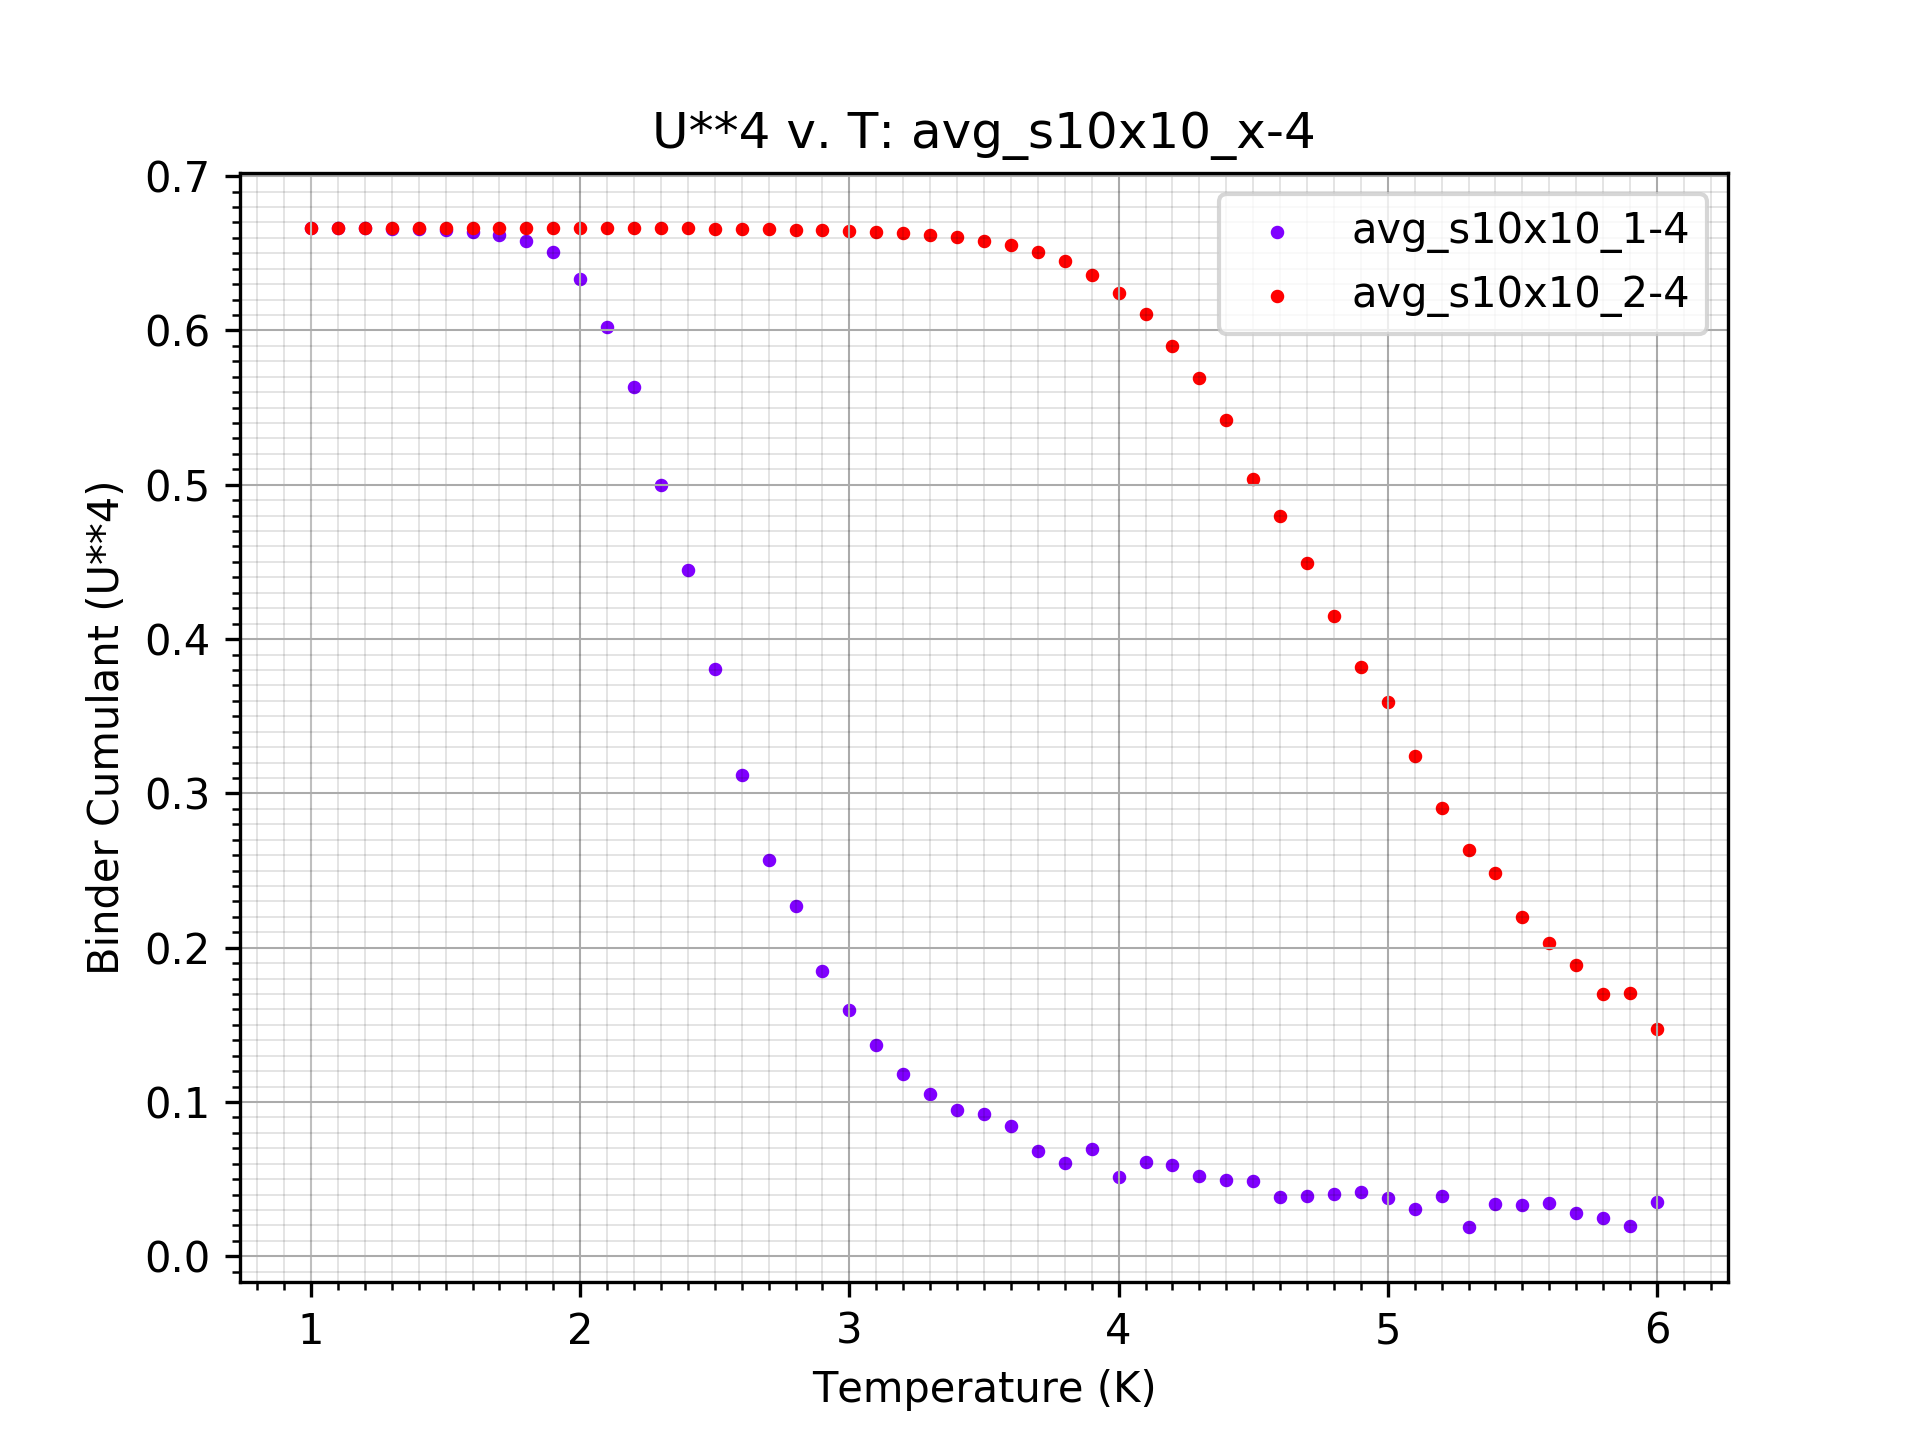 U**4 v. T: avg_s10x10_x-4
avg_s10x10_1-4
avg_s10x10_2-4
Binder Cumulant (U**4)
0.7
0.6
0.5
0.4
0.3
0.2
0.1
0.0
1 2 3 4 5 6
Temperature (K)